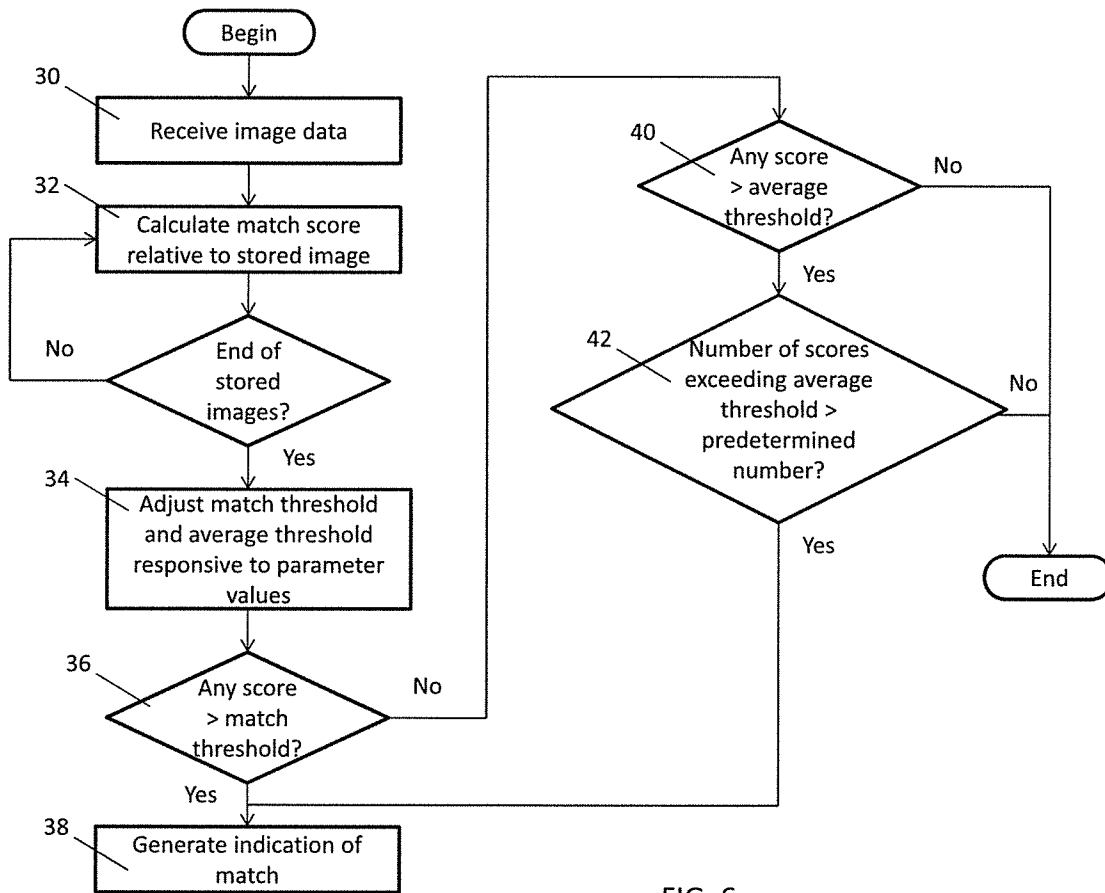 Begin
30
Receive image data
32
Calculate match score
relative to stored image
No
End of
stored
images?
Yes
34
Adjust match threshold
and average threshold
responsive to parameter
values
36
Any score
> match
threshold?
No
Yes
38
Generate indication of
match
40
Any score
> average
threshold?
No
Yes
42
Number of scores
exceeding average
threshold >
predetermined
number?
No
Yes
End